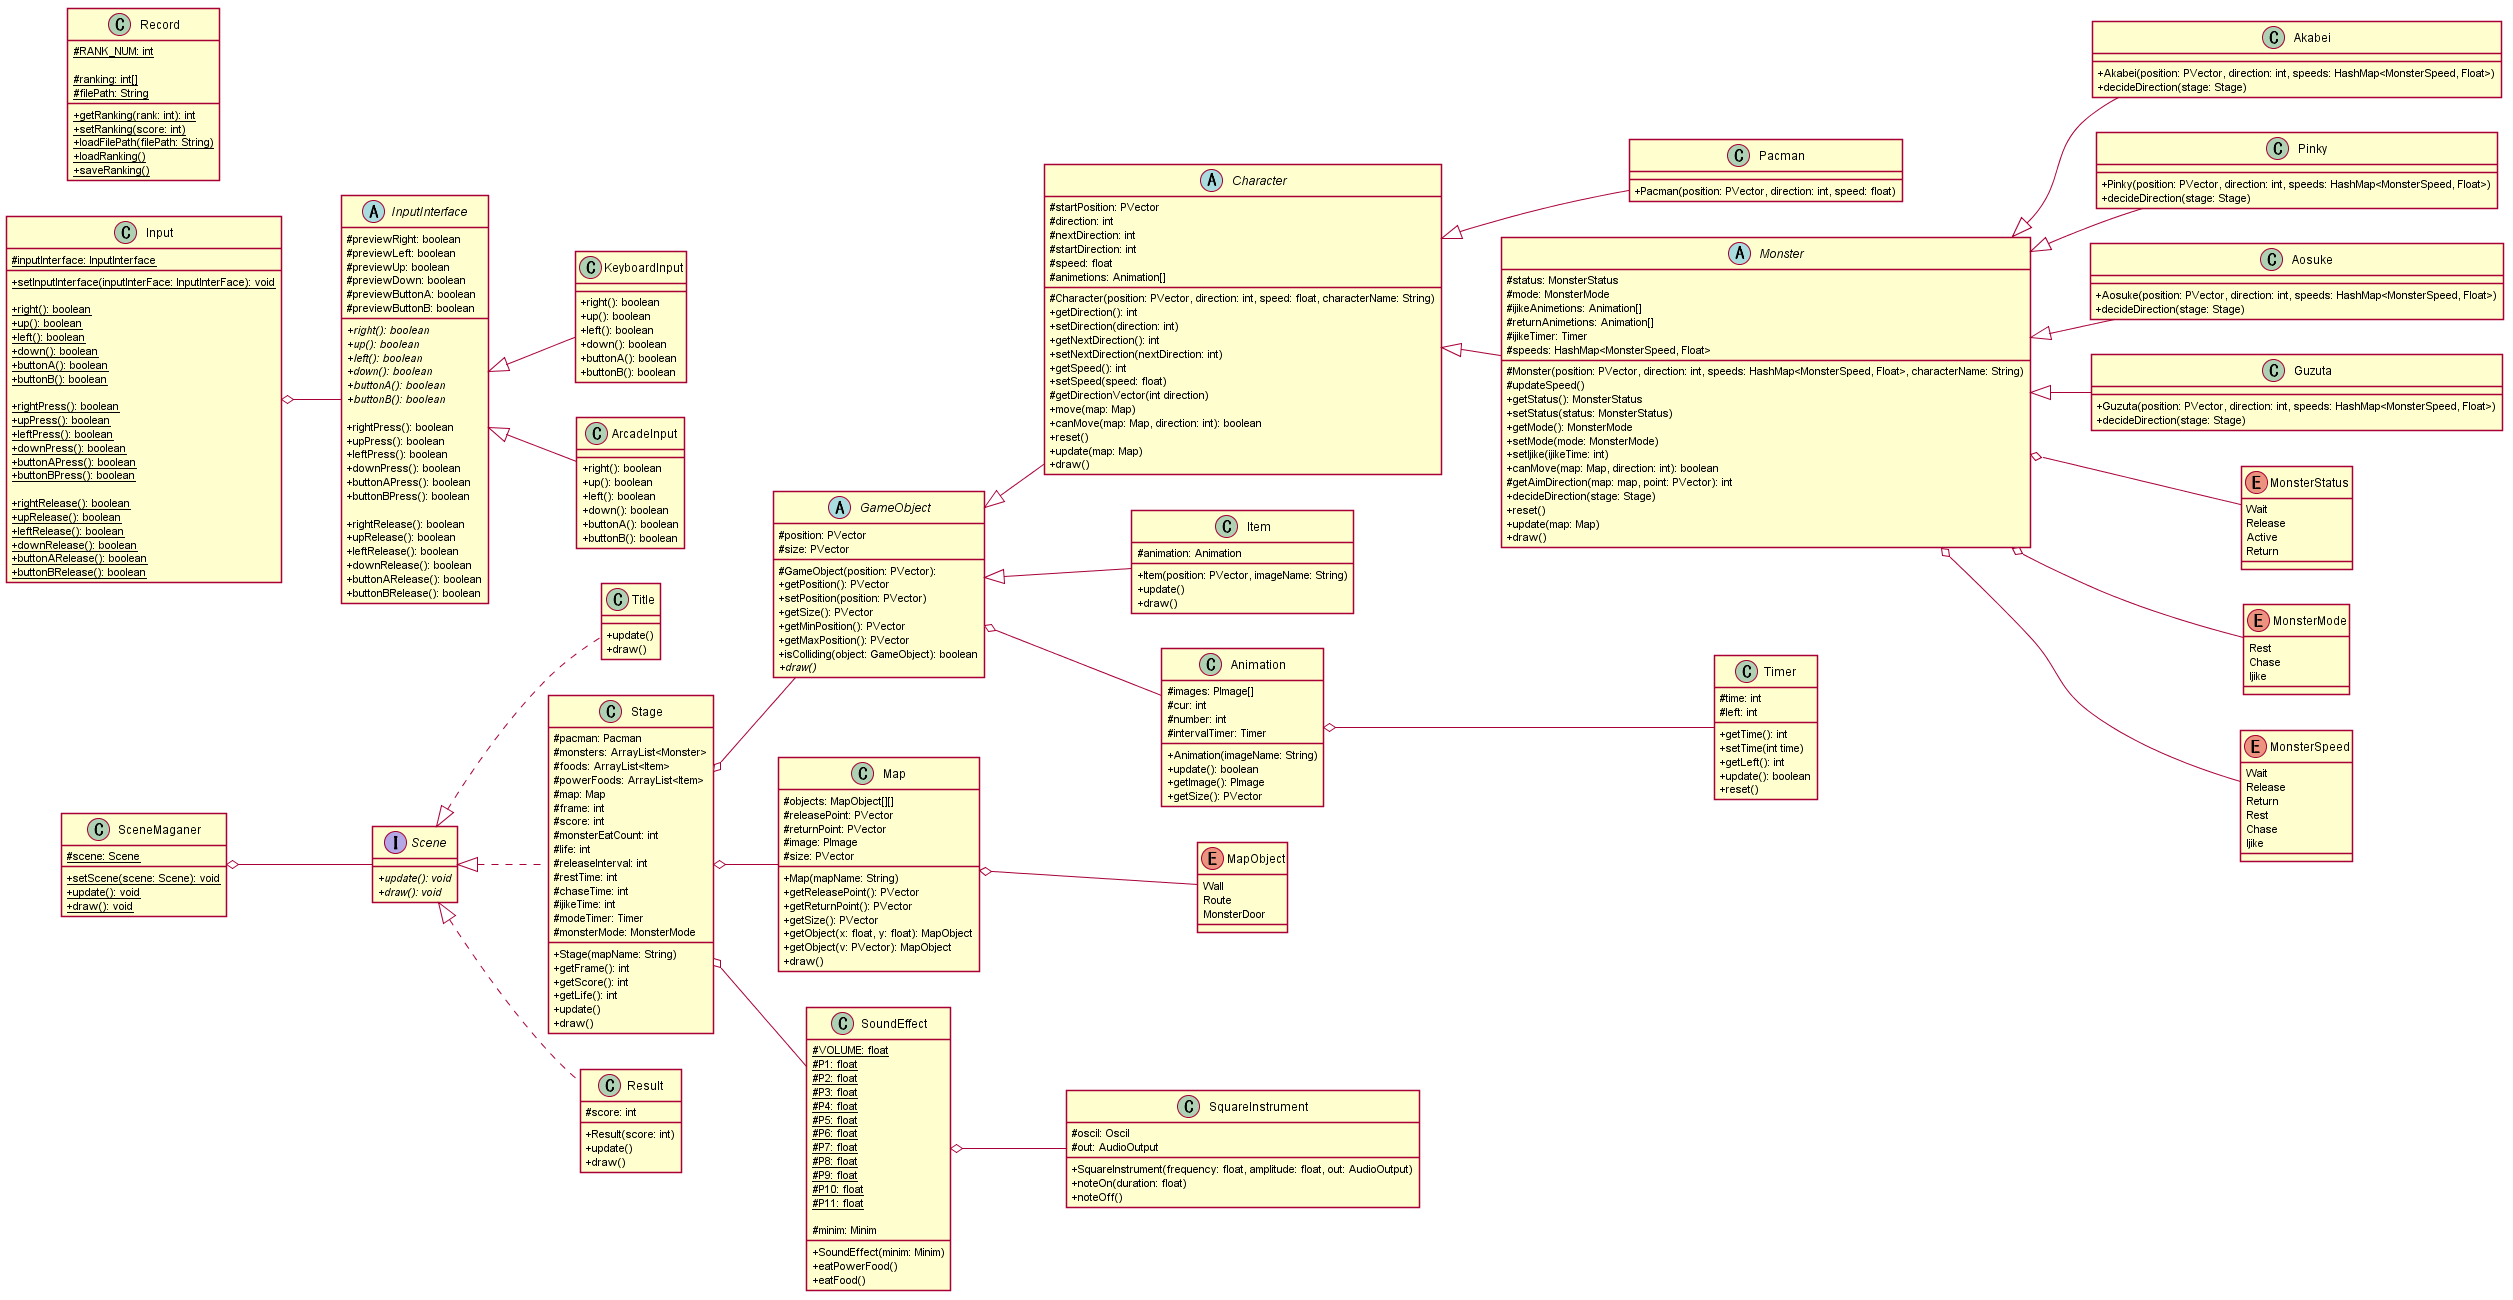 Record
#RANK_NUM: int
#ranking: int[]
#filePath: String
+getRanking(rank: int): int
+setRanking(score: int)
+loadFilePath(filePath: String)
+loadRanking()
+saveRanking()
Input
#inputInterface: InputInterface
+setInputInterface(inputInterFace: InputInterFace): void
+right(): boolean
+up(): boolean
+left(): boolean
+down(): boolean
+buttonA(): boolean
+buttonB(): boolean
+rightPress(): boolean
+upPress(): boolean
+leftPress(): boolean
+downPress(): boolean
+buttonAPress(): boolean
+buttonBPress(): boolean
+rightRelease(): boolean
+upRelease(): boolean
+leftRelease(): boolean
+downRelease(): boolean
+buttonARelease(): boolean
+buttonBRelease(): boolean
InputInterface
#previewRight: boolean
#previewLeft: boolean
#previewUp: boolean
#previewDown: boolean
#previewButtonA: boolean
#previewButtonB: boolean
+right(): boolean
+up(): boolean
+left(): boolean
+down(): boolean
+buttonA(): boolean
+buttonB(): boolean
+rightPress(): boolean
+upPress(): boolean
+leftPress(): boolean
+downPress(): boolean
+buttonAPress(): boolean
+buttonBPress(): boolean
+rightRelease(): boolean
+upRelease(): boolean
+leftRelease(): boolean
+downRelease(): boolean
+buttonARelease(): boolean
+buttonBRelease(): boolean
KeyboardInput
+right(): boolean
+up(): boolean
+left(): boolean
+down(): boolean
+buttonA(): boolean
+buttonB(): boolean
ArcadeInput
+right(): boolean
+up(): boolean
+left(): boolean
+down(): boolean
+buttonA(): boolean
+buttonB(): boolean
SceneMaganer
#scene: Scene
+setScene(scene: Scene): void
+update(): void
+draw(): void
Scene
+update(): void
+draw(): void
Title
+update()
+draw()
Stage
#pacman: Pacman
#monsters: ArrayList<Monster>
#foods: ArrayList<Item>
#powerFoods: ArrayList<Item>
#map: Map
#frame: int
#score: int
#monsterEatCount: int
#life: int
#releaseInterval: int
#restTime: int
#chaseTime: int
#ijikeTime: int
#modeTimer: Timer
#monsterMode: MonsterMode
+Stage(mapName: String)
+getFrame(): int
+getScore(): int
+getLife(): int
+update()
+draw()
Result
#score: int
+Result(score: int)
+update()
+draw()
GameObject
#position: PVector
#size: PVector
#GameObject(position: PVector):
+getPosition(): PVector
+setPosition(position: PVector)
+getSize(): PVector
+getMinPosition(): PVector
+getMaxPosition(): PVector
+isColliding(object: GameObject): boolean
+draw()
Map
#objects: MapObject[][]
#releasePoint: PVector
#returnPoint: PVector
#image: PImage
#size: PVector
+Map(mapName: String)
+getReleasePoint(): PVector
+getReturnPoint(): PVector
+getSize(): PVector
+getObject(x: float, y: float): MapObject
+getObject(v: PVector): MapObject
+draw()
SoundEffect
#VOLUME: float
#P1: float
#P2: float
#P3: float
#P4: float
#P5: float
#P6: float
#P7: float
#P8: float
#P9: float
#P10: float
#P11: float
#minim: Minim
+SoundEffect(minim: Minim)
+eatPowerFood()
+eatFood()
Character
#startPosition: PVector
#direction: int
#nextDirection: int
#startDirection: int
#speed: float
#animetions: Animation[]
#Character(position: PVector, direction: int, speed: float, characterName: String)
+getDirection(): int
+setDirection(direction: int)
+getNextDirection(): int
+setNextDirection(nextDirection: int)
+getSpeed(): int
+setSpeed(speed: float)
#getDirectionVector(int direction)
+move(map: Map)
+canMove(map: Map, direction: int): boolean
+reset()
+update(map: Map)
+draw()
Item
#animation: Animation
+Item(position: PVector, imageName: String)
+update()
+draw()
Animation
#images: PImage[]
#cur: int
#number: int
#intervalTimer: Timer
+Animation(imageName: String)
+update(): boolean
+getImage(): PImage
+getSize(): PVector
MapObject
Wall
Route
MonsterDoor
SquareInstrument
#oscil: Oscil
#out: AudioOutput
+SquareInstrument(frequency: float, amplitude: float, out: AudioOutput)
+noteOn(duration: float)
+noteOff()
Pacman
+Pacman(position: PVector, direction: int, speed: float)
Monster
#status: MonsterStatus
#mode: MonsterMode
#ijikeAnimetions: Animation[]
#returnAnimetions: Animation[]
#ijikeTimer: Timer
#speeds: HashMap<MonsterSpeed, Float>
#Monster(position: PVector, direction: int, speeds: HashMap<MonsterSpeed, Float>, characterName: String)
#updateSpeed()
+getStatus(): MonsterStatus
+setStatus(status: MonsterStatus)
+getMode(): MonsterMode
+setMode(mode: MonsterMode)
+setIjike(ijikeTime: int)
+canMove(map: Map, direction: int): boolean
#getAimDirection(map: map, point: PVector): int
+decideDirection(stage: Stage)
+reset()
+update(map: Map)
+draw()
Timer
#time: int
#left: int
+getTime(): int
+setTime(int time)
+getLeft(): int
+update(): boolean
+reset()
Akabei
+Akabei(position: PVector, direction: int, speeds: HashMap<MonsterSpeed, Float>)
+decideDirection(stage: Stage)
Pinky
+Pinky(position: PVector, direction: int, speeds: HashMap<MonsterSpeed, Float>)
+decideDirection(stage: Stage)
Aosuke
+Aosuke(position: PVector, direction: int, speeds: HashMap<MonsterSpeed, Float>)
+decideDirection(stage: Stage)
Guzuta
+Guzuta(position: PVector, direction: int, speeds: HashMap<MonsterSpeed, Float>)
+decideDirection(stage: Stage)
MonsterStatus
Wait
Release
Active
Return
MonsterMode
Rest
Chase
Ijike
MonsterSpeed
Wait
Release
Return
Rest
Chase
Ijike